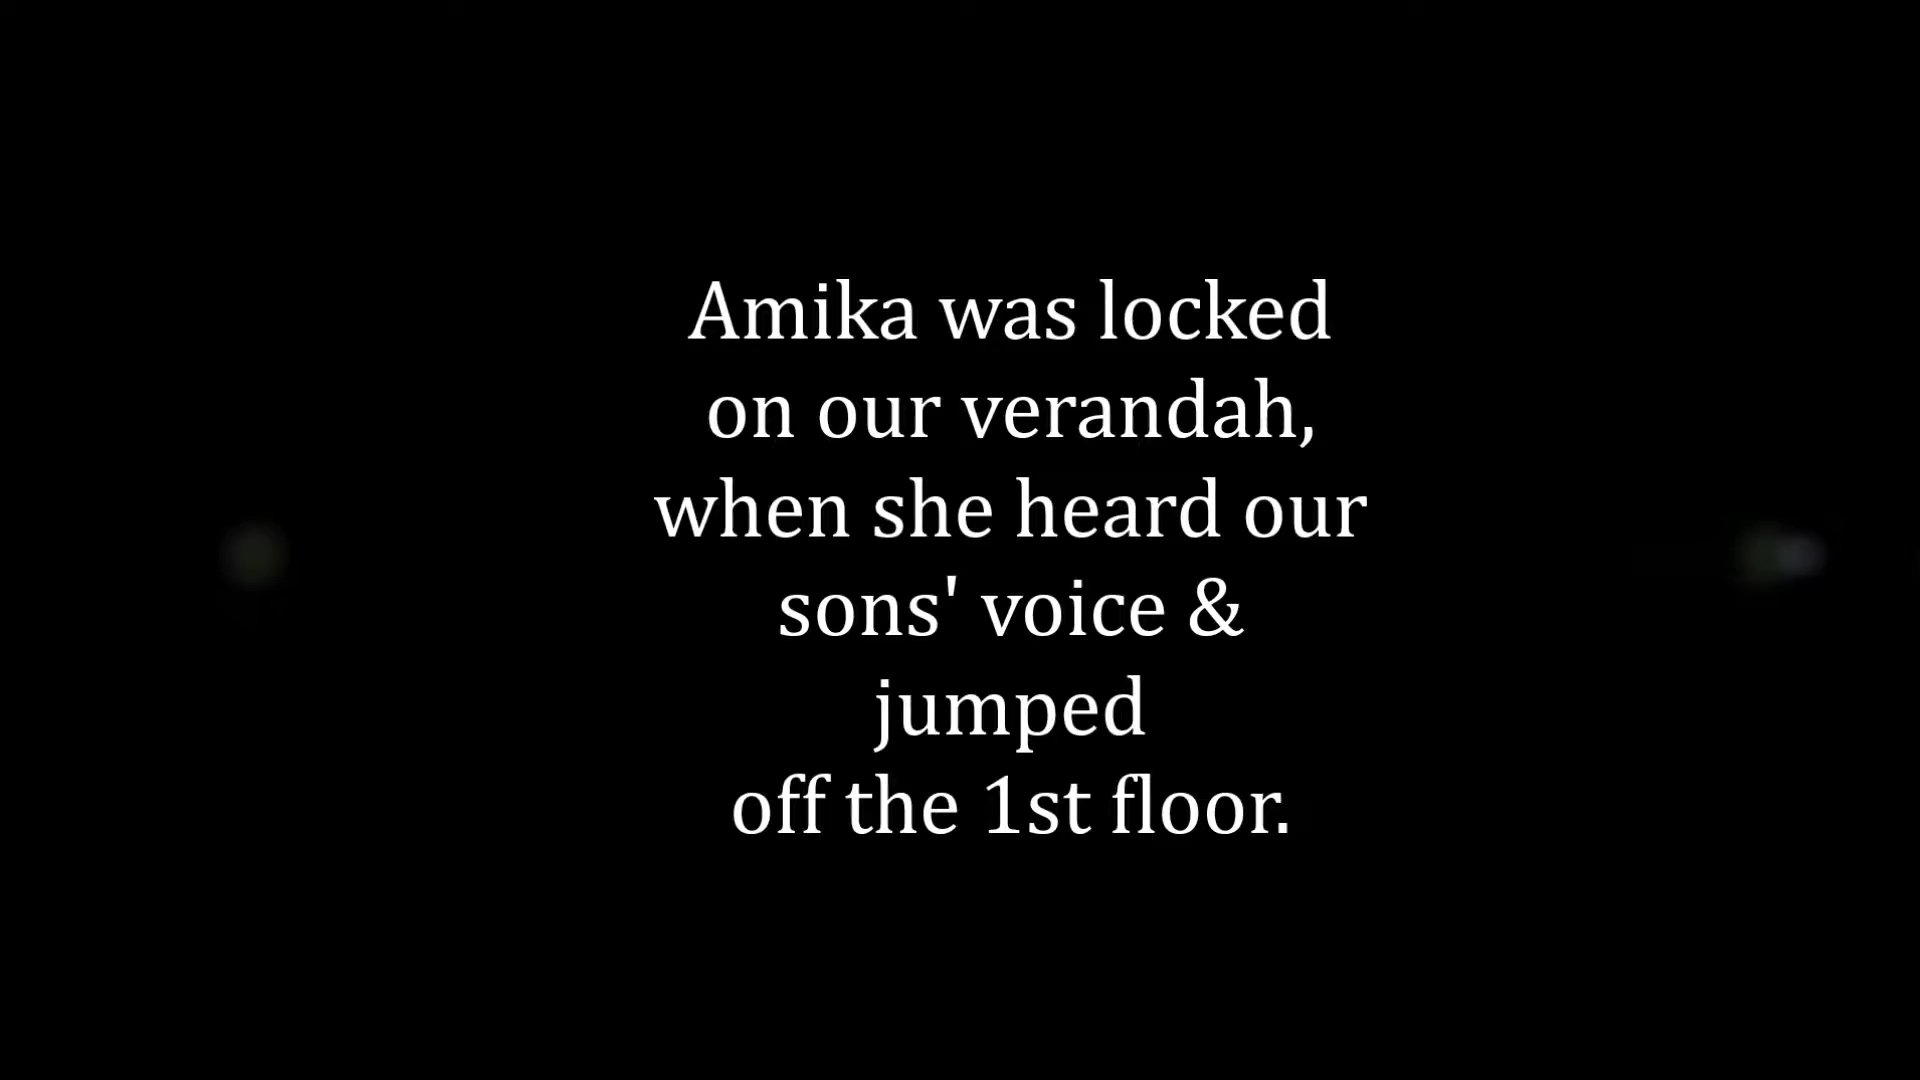 Amika was locked
on our verandah,
when she heard our
sons' voice &
jumped
off the 1st floor.